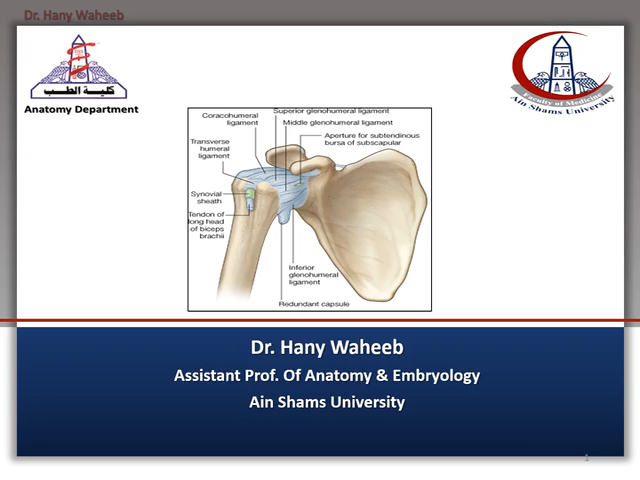 Dr. Hany Waheeb
كلية الطب
Anatomy Department
Faculty of Medicine
Ain Shams University
Superior glenohumeral ligament
Coracohumeral
ligament
Middle glenohumeral ligament
Aperture for subtendinous
bursa of subscapular
Transverse
humeral
ligament
Synovial
sheath
Tendon of
long head
of biceps
brachii
Inferior
glenohumeral
ligament
Redundant capsule
Dr. Hany Waheeb
Assistant Prof. Of Anatomy & Embryology
Ain Shams University
1